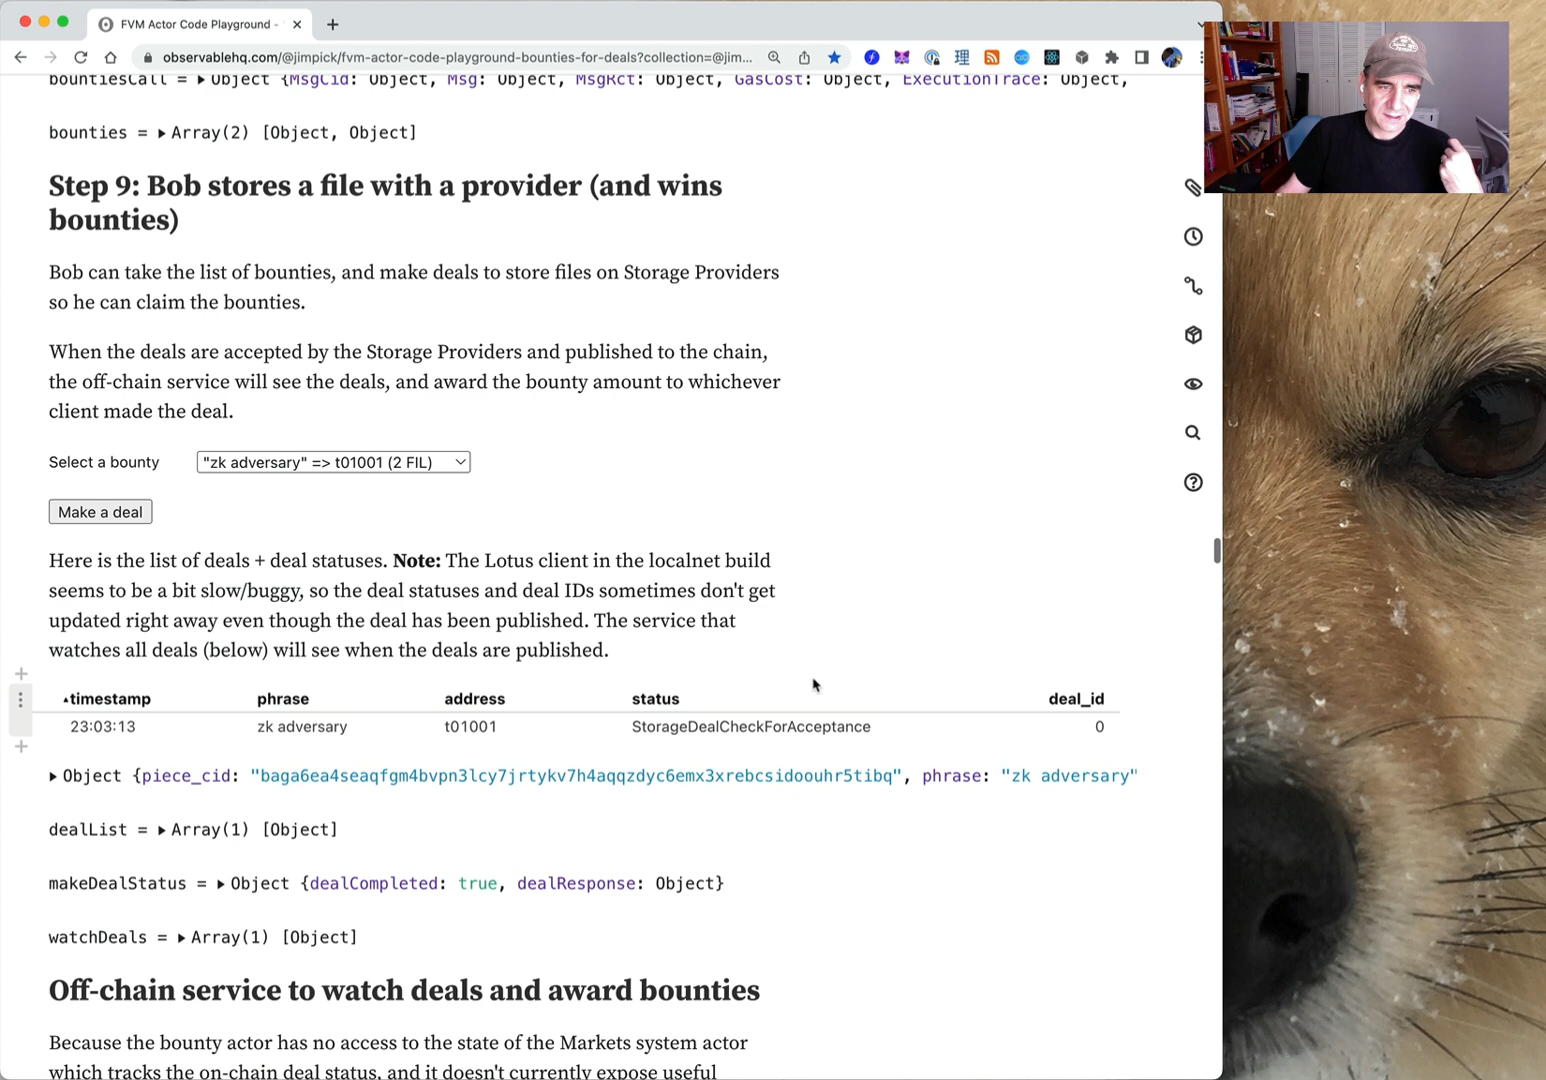 FVM Actor Code Playground -
observablehq.com/@jimpick/fvm-actor-code-playground-bounties-for-deals?collection=@jim...
bountiesCall = ▸ Object {MsgCid: Object, Msg: Object, MsgRct: Object, GasCost: Object, ExecutionTrace: Object,
bounties = ▸ Array(2) [Object, Object]
Step 9: Bob stores a file with a provider (and wins
bounties)
Bob can take the list of bounties, and make deals to store files on Storage Providers
so he can claim the bounties.
When the deals are accepted by the Storage Providers and published to the chain,
the off-chain service will see the deals, and award the bounty amount to whichever
client made the deal.
Select a bounty "zk adversary" => t01001 (2 FIL)
Make a deal
Here is the list of deals + deal statuses. Note: The Lotus client in the localnet build
seems to be a bit slow/buggy, so the deal statuses and deal IDs sometimes don't get
updated right away even though the deal has been published. The service that
watches all deals (below) will see when the deals are published.
timestamp phrase address status deal_id
23:03:13 zk adversary t01001 StorageDealCheckForAcceptance 0
▸ Object {piece_cid: "baga6ea4seaqfgm4bvpn3lcy7jrtykv7h4aqqzdyc6emx3xrebcsidoouhr5tibq", phrase: "zk adversary"
dealList = ▸ Array(1) [Object]
makeDealStatus = ▸ Object {dealCompleted: true, dealResponse: Object}
watchDeals = ▸ Array(1) [Object]
Off-chain service to watch deals and award bounties
Because the bounty actor has no access to the state of the Markets system actor
which tracks the on-chain deal status, and it doesn't currently expose useful